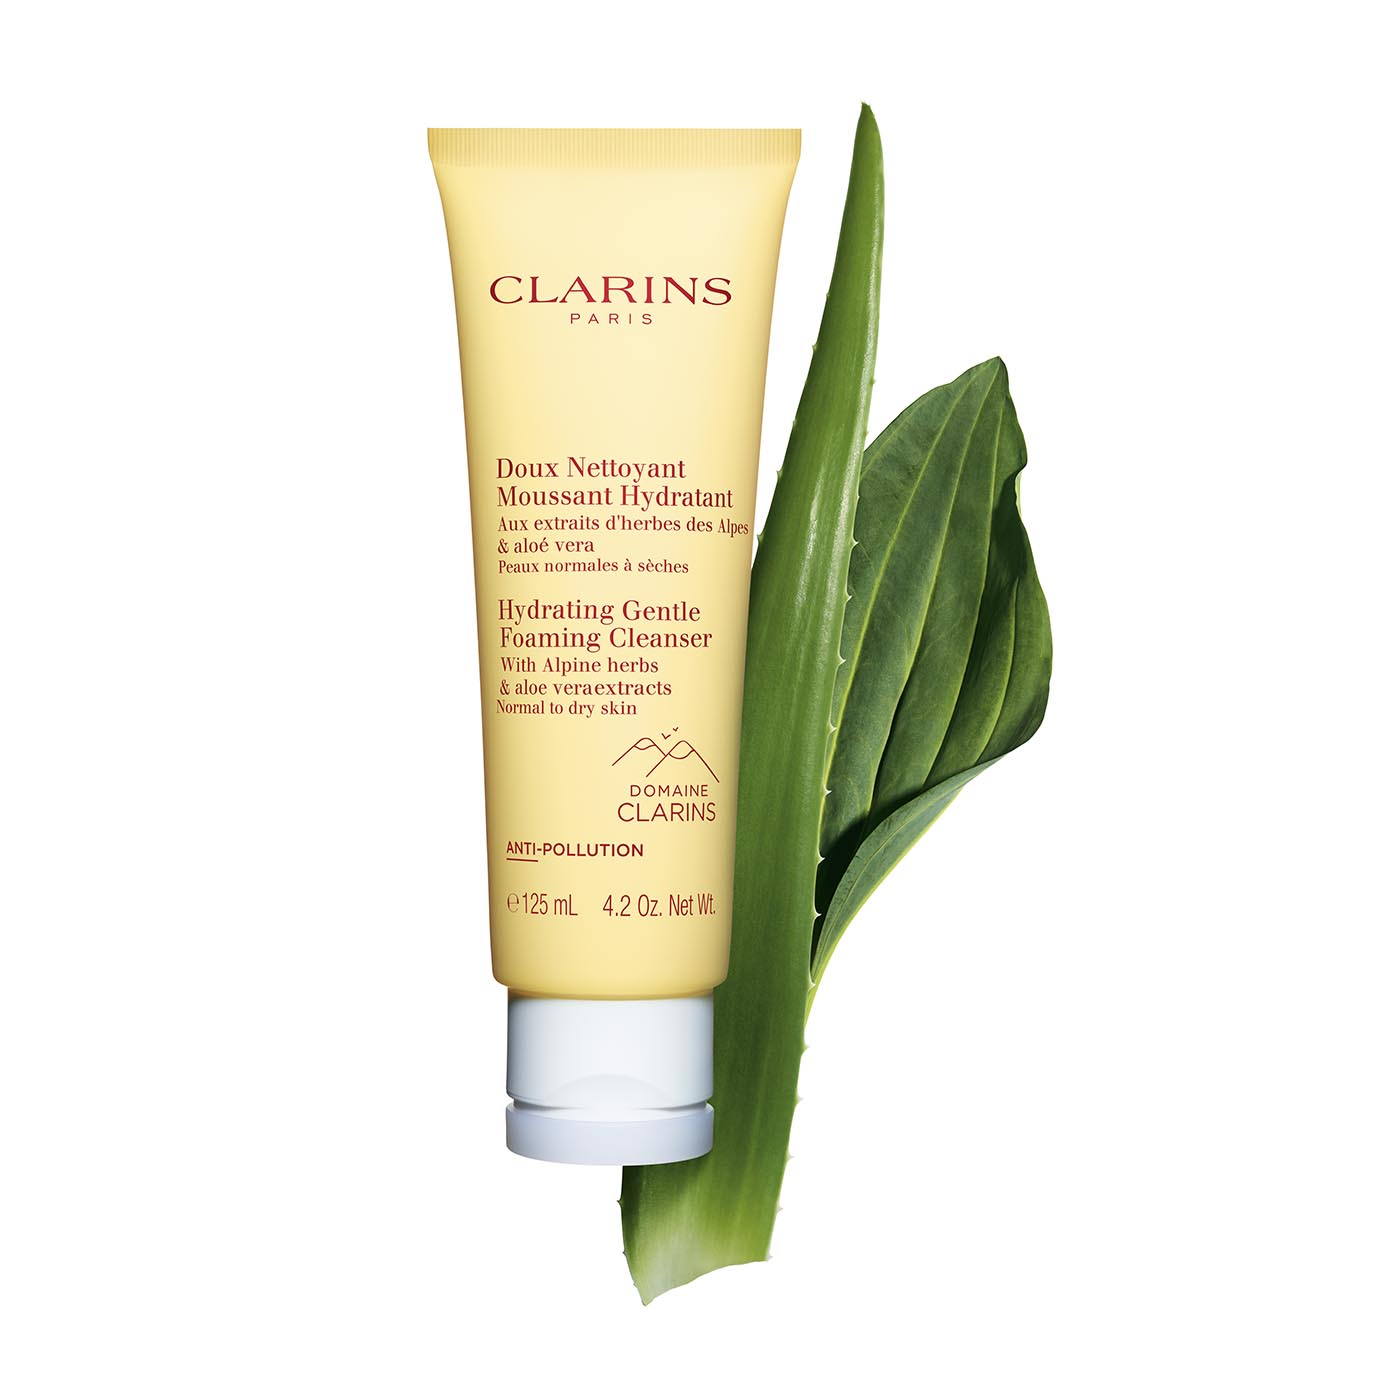 CLARINS
PARIS
Doux Nettoyant
Moussant Hydratant
Aux extraits d'herbes des Alpes
& aloé vera
Peaux normales à sèches
Hydrating Gentle
Foaming Cleanser
With Alpine herbs
& aloe veraextracts
Normal to dry skin
DOMAINE
CLARINS
ANTI-POLLUTION
℮125 mL 4.2 Oz. Net Wt.